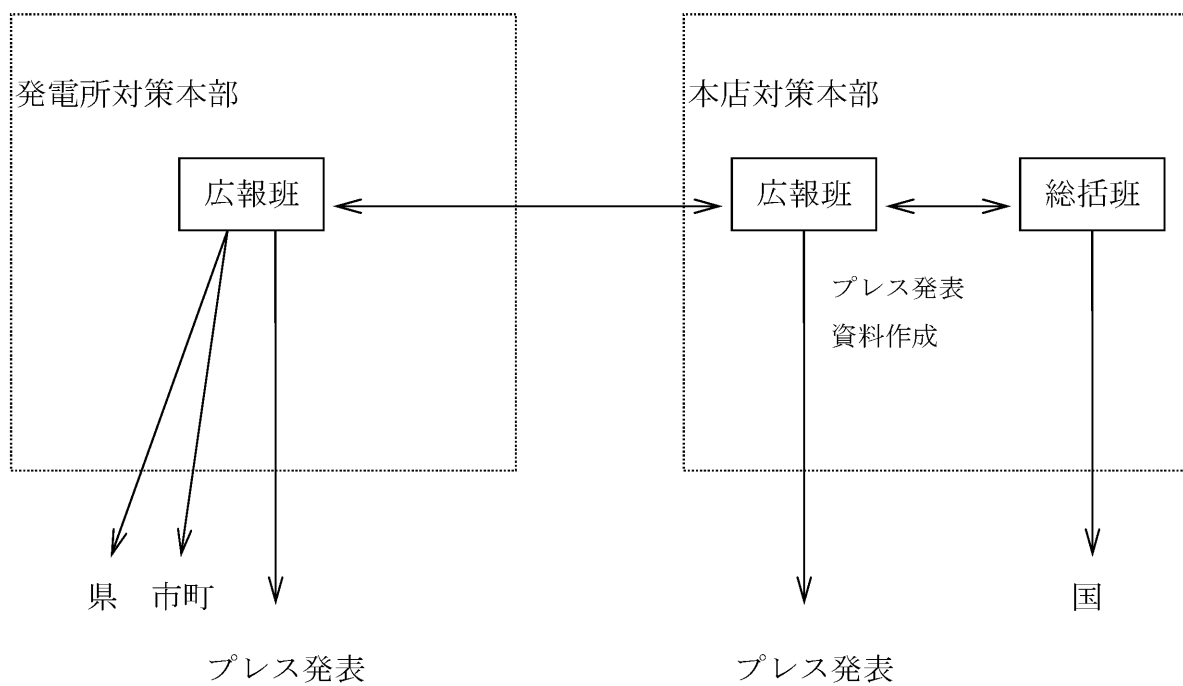 発電所対策本部
本店対策本部
広報班
広報班
総括班
プレス発表
資料作成
県
市町
国
プレス発表
プレス発表